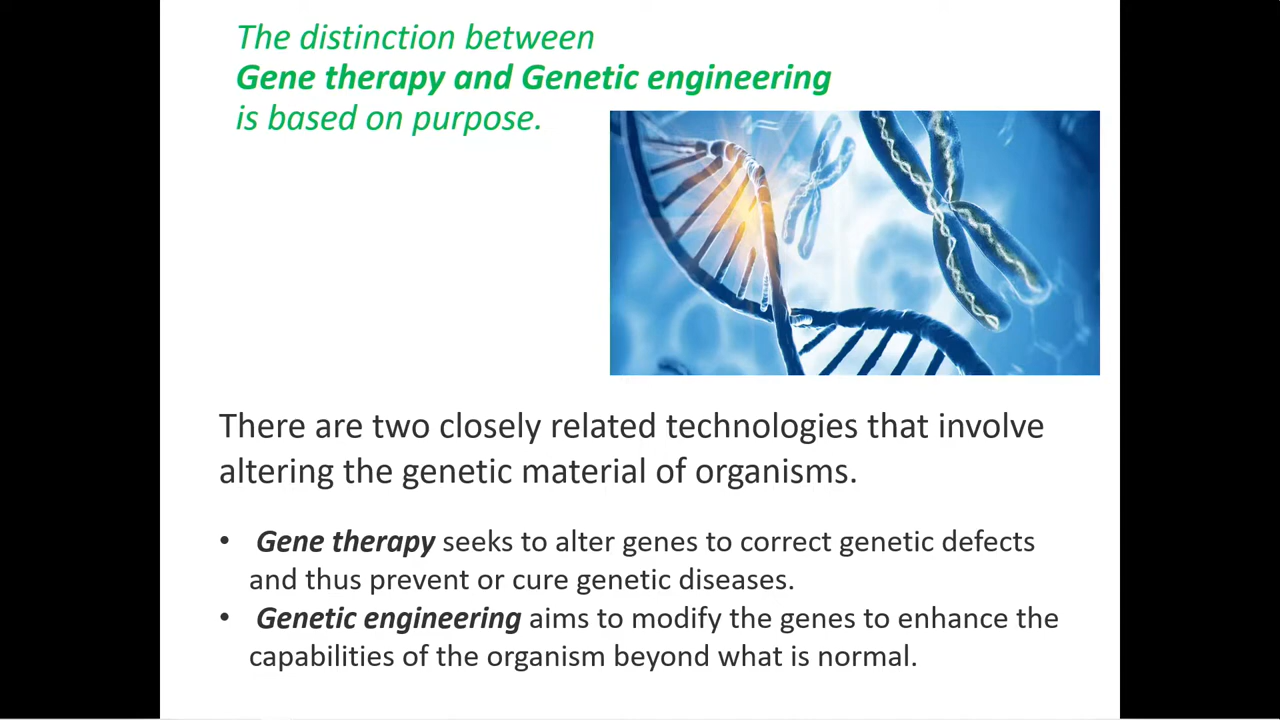 The distinction between
Gene therapy and Genetic engineering
is based on purpose.
There are two closely related technologies that involve
altering the genetic material of organisms.
• Gene therapy seeks to alter genes to correct genetic defects
and thus prevent or cure genetic diseases.
• Genetic engineering aims to modify the genes to enhance the
capabilities of the organism beyond what is normal.